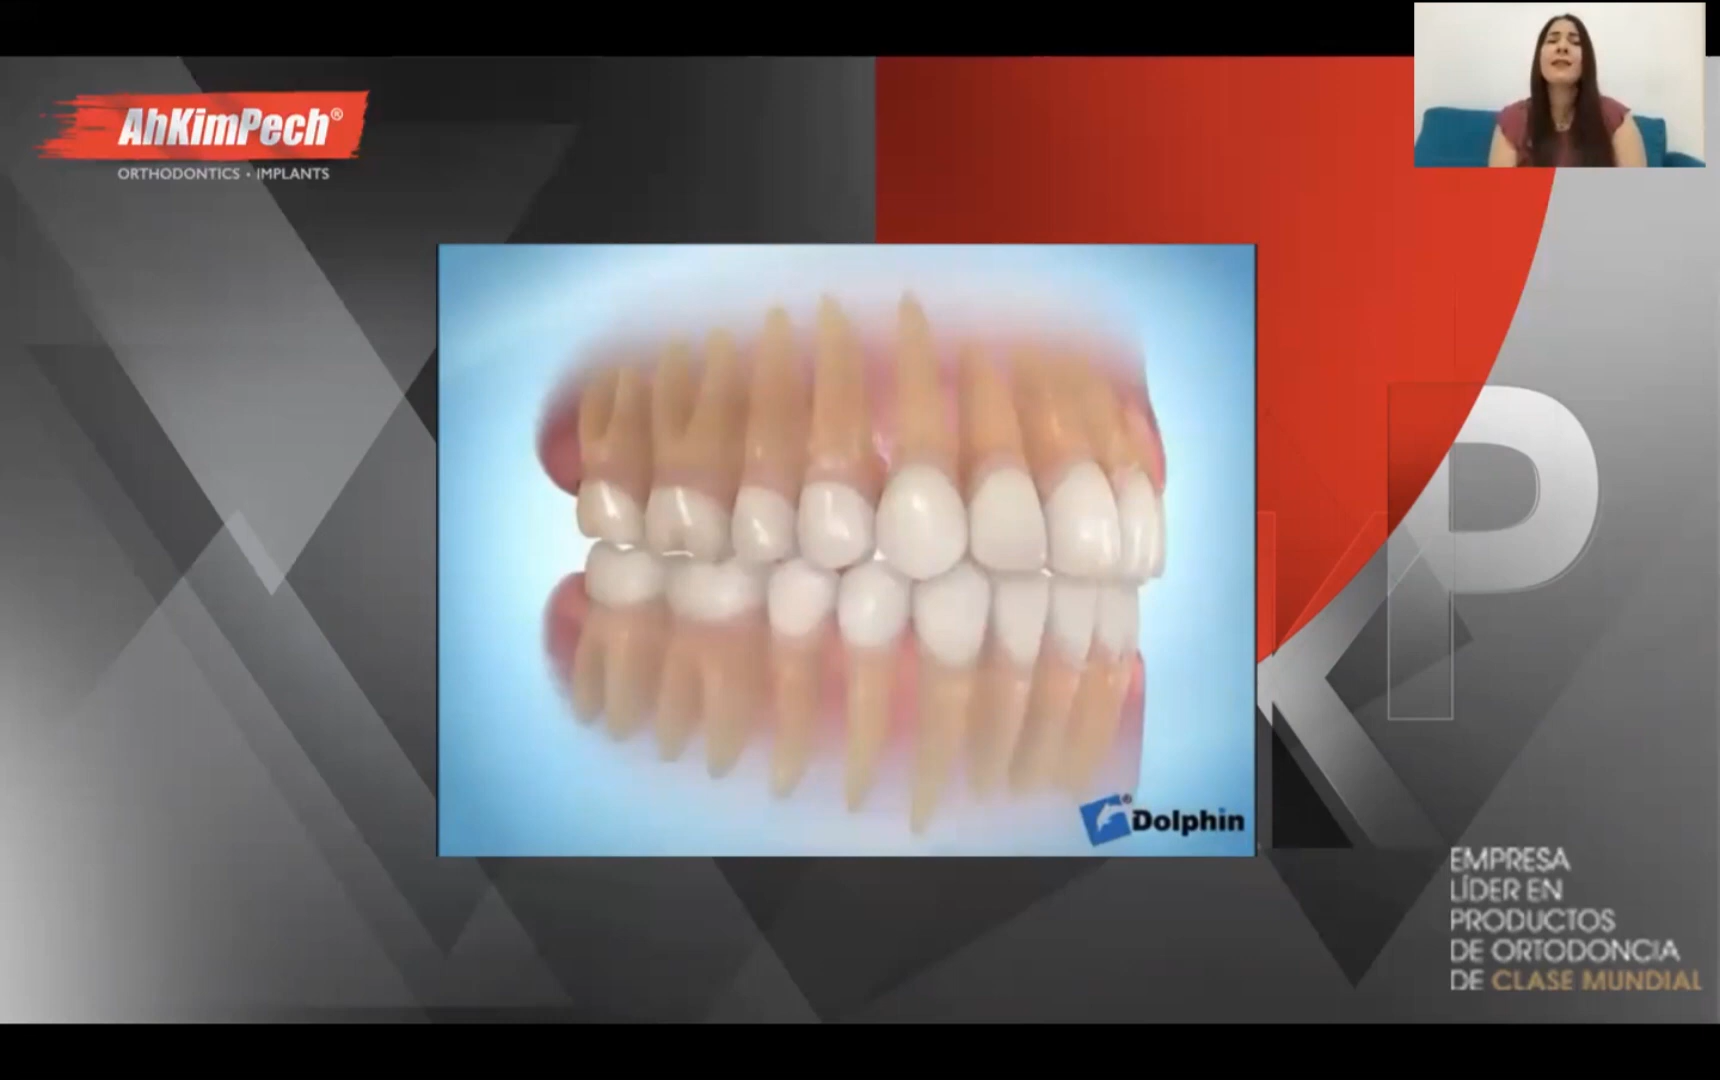 AhKimPech®
ORTHODONTICS • IMPLANTS
P
K
Dolphin®
EMPRESA
LÍDER EN
PRODUCTOS
DE ORTODONCIA
DE CLASE MUNDIAL